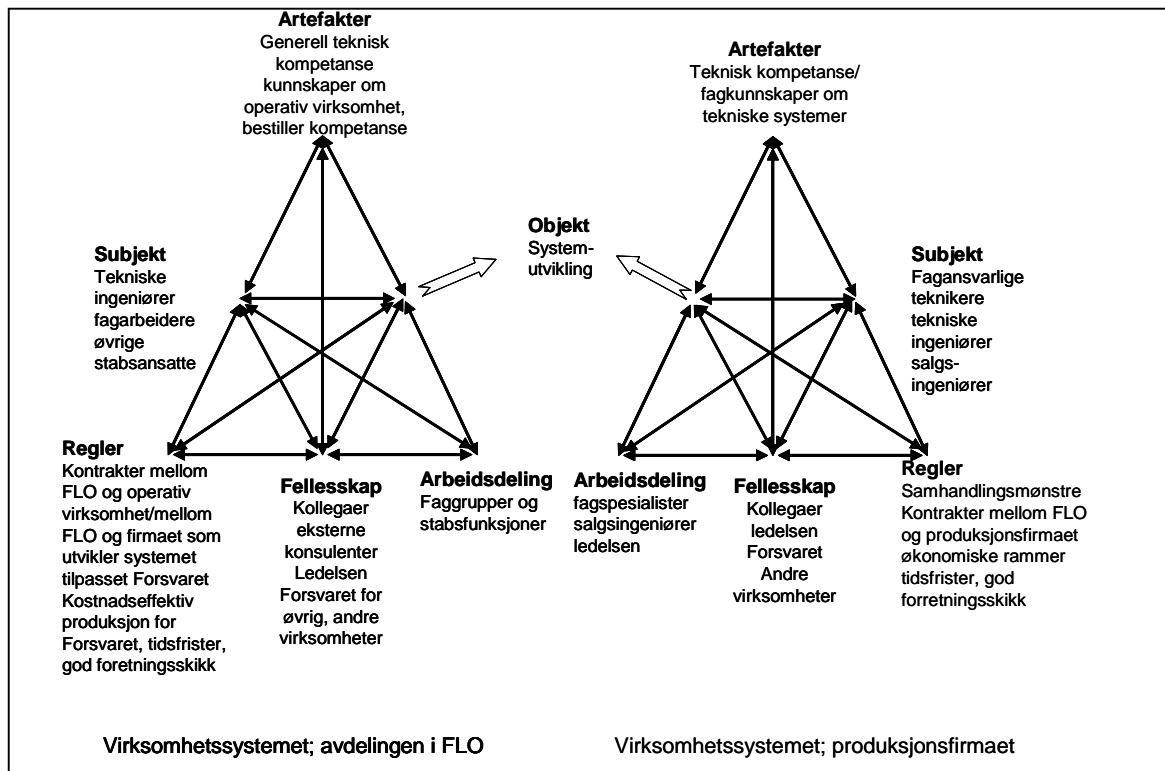 Artefakter
Generell teknisk
kompetanse
kunnskaper om
operativ virksomhet,
bestiller kompetanse
Artefakter
Teknisk kompetanse/
fagkunnskaper om
tekniske systemer
Subjekt
Tekniske
ingeniører
fagarbeidere
øvrige
stabsansatte
Objekt
System-
utvikling
Subjekt
Fagansvarlige
teknikere
tekniske
ingeniører
salgs-
ingeniører
Regler
Kontrakter mellom
FLO og operativ
virksomhet/mellom
FLO og firmaet som
utvikler systemet
tilpasset Forsvaret
Kostnadseffektiv
produksjon for
Forsvaret, tidsfrister,
god foretningsskikk
Fellesskap
Kollegaer
eksterne
konsulenter
Ledelsen
Forsvaret for
øvrig, andre
virksomheter
Arbeidsdeling
Faggrupper og
stabsfunksjoner
Arbeidsdeling
fagspesialister
salgsingeniører
ledelsen
Fellesskap
Kollegaer
ledelsen
Forsvaret
Andre
virksomheter
Regler
Samhandlingsmønstre
Kontrakter mellom FLO
og produksjonsfirmaet
økonomiske rammer
tidsfrister, god
forretningsskikk
Virksomhetssystemet; avdelingen i FLO
Virksomhetssystemet; produksjonsfirmaet